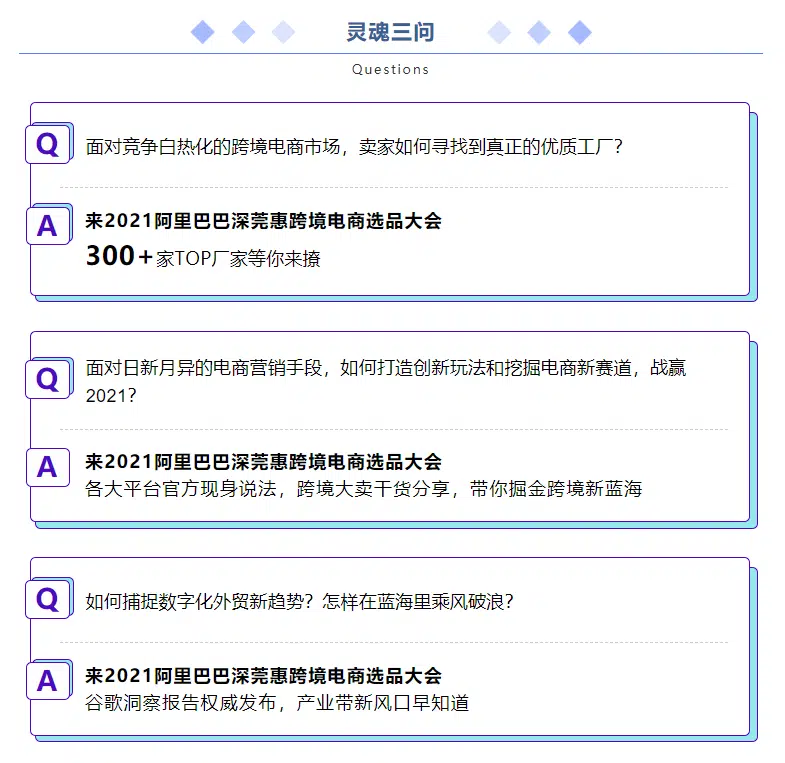 灵魂三问
Questions
Q
面对竞争白热化的跨境电商市场，卖家如何寻找到真正的优质工厂？
A
来2021阿里巴巴深莞惠跨境电商选品大会
300+家TOP厂家等你来撩
Q
面对日新月异的电商营销手段，如何打造创新玩法和挖掘电商新赛道，战赢
2021？
A
来2021阿里巴巴深莞惠跨境电商选品大会
各大平台官方现身说法，跨境大卖干货分享，带你掘金跨境新蓝海
Q
如何捕捉数字化外贸新趋势？怎样在蓝海里乘风破浪？
A
来2021阿里巴巴深莞惠跨境电商选品大会
谷歌洞察报告权威发布，产业带新风口早知道